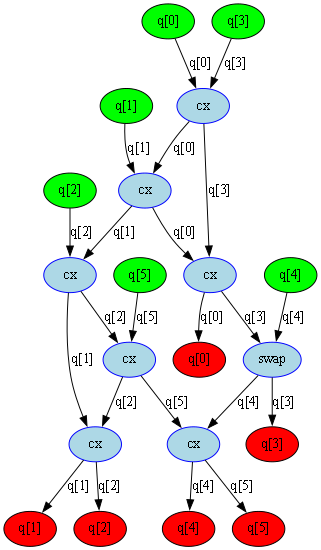 q[0] q[3]
q[0] q[3]
q[1] cx
q[1] q[0]
q[2] cx q[3]
q[2] q[1] q[0]
cx q[5] cx q[4]
q[2] q[5] q[0] q[3] q[4]
q[1] cx q[0] swap
q[2] q[5] q[4] q[3]
cx cx q[3]
q[1] q[2] q[4] q[5]
q[1] q[2] q[4] q[5]